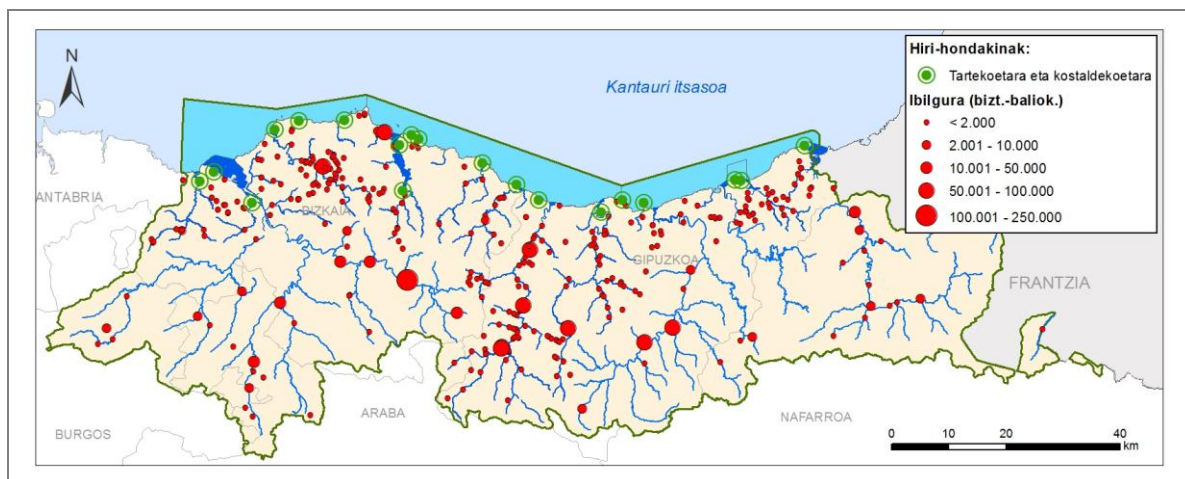 N
Kantauri itsasoa
Hiri-hondakinak:
Tartekoetara eta kostaldekoetara
Ibilgura (bizt.-baliok.)
< 2.000
2.001 - 10.000
10.001 - 50.000
50.001 - 100.000
100.001 - 250.000
ANTABRIA
BIZKAIA
GIPUZKOA
FRANTZIA
ARABA
NAFARROA
BURGOS
0 10 20 40
km